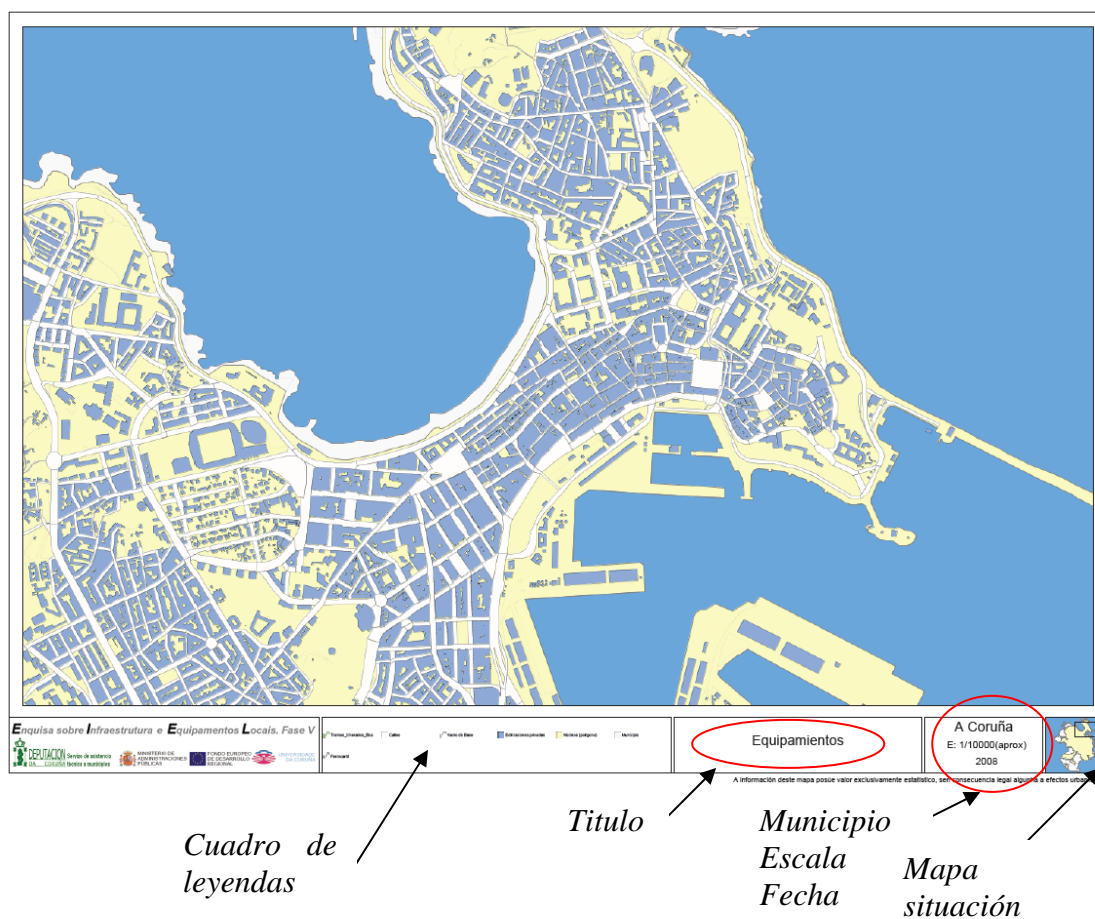 Enquisa sobre Infraestrutura e Equipamentos Locais. Fase V
DEPUTACION
DA CORUÑA
Servizo de asistencia
técnica a municipios
MINISTERIO DE
ADMINISTRACIONES
PÚBLICAS
FONDO EUROPEO
DE DESARROLLO
REGIONAL
UNIVERSIDADE
DA CORUÑA
Calles
Edificaciones privadas
Municipio
Ferrocarril
Equipamientos
A Coruña
E: 1/10000(aprox)
2008
A información deste mapa posúe valor exclusivamente estatístico, sen consecuencia legal algunha a efectos
Cuadro de
leyendas
Titulo
Municipio
Escala
Fecha
Mapa
situación